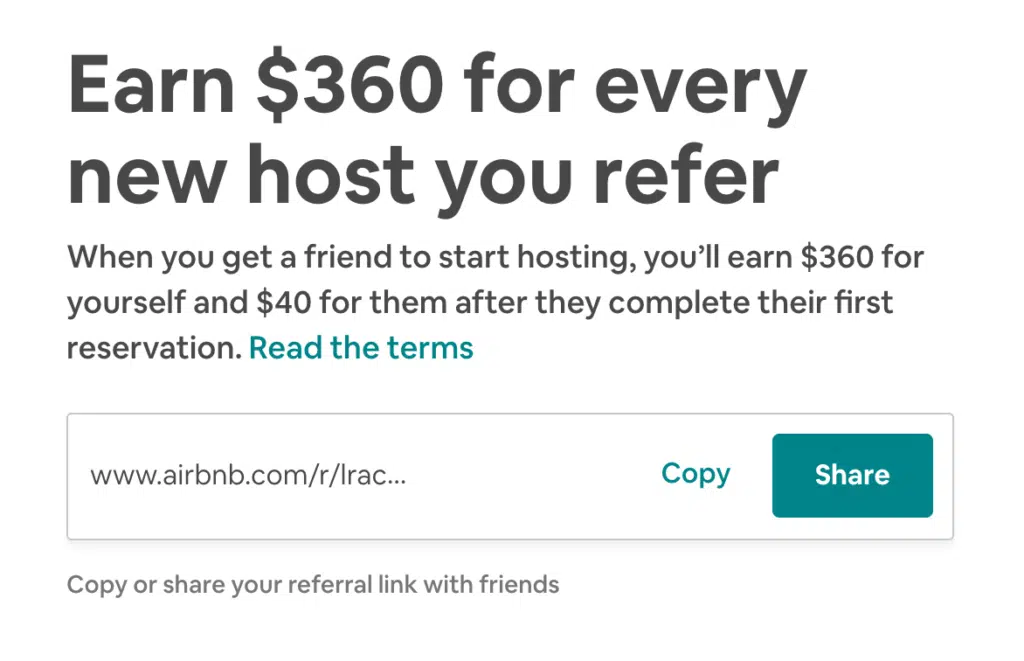 Earn $360 for every
new host you refer
When you get a friend to start hosting, you’ll earn $360 for
yourself and $40 for them after they complete their first
reservation. Read the terms
www.airbnb.com/r/lrac... Copy Share
Copy or share your referral link with friends